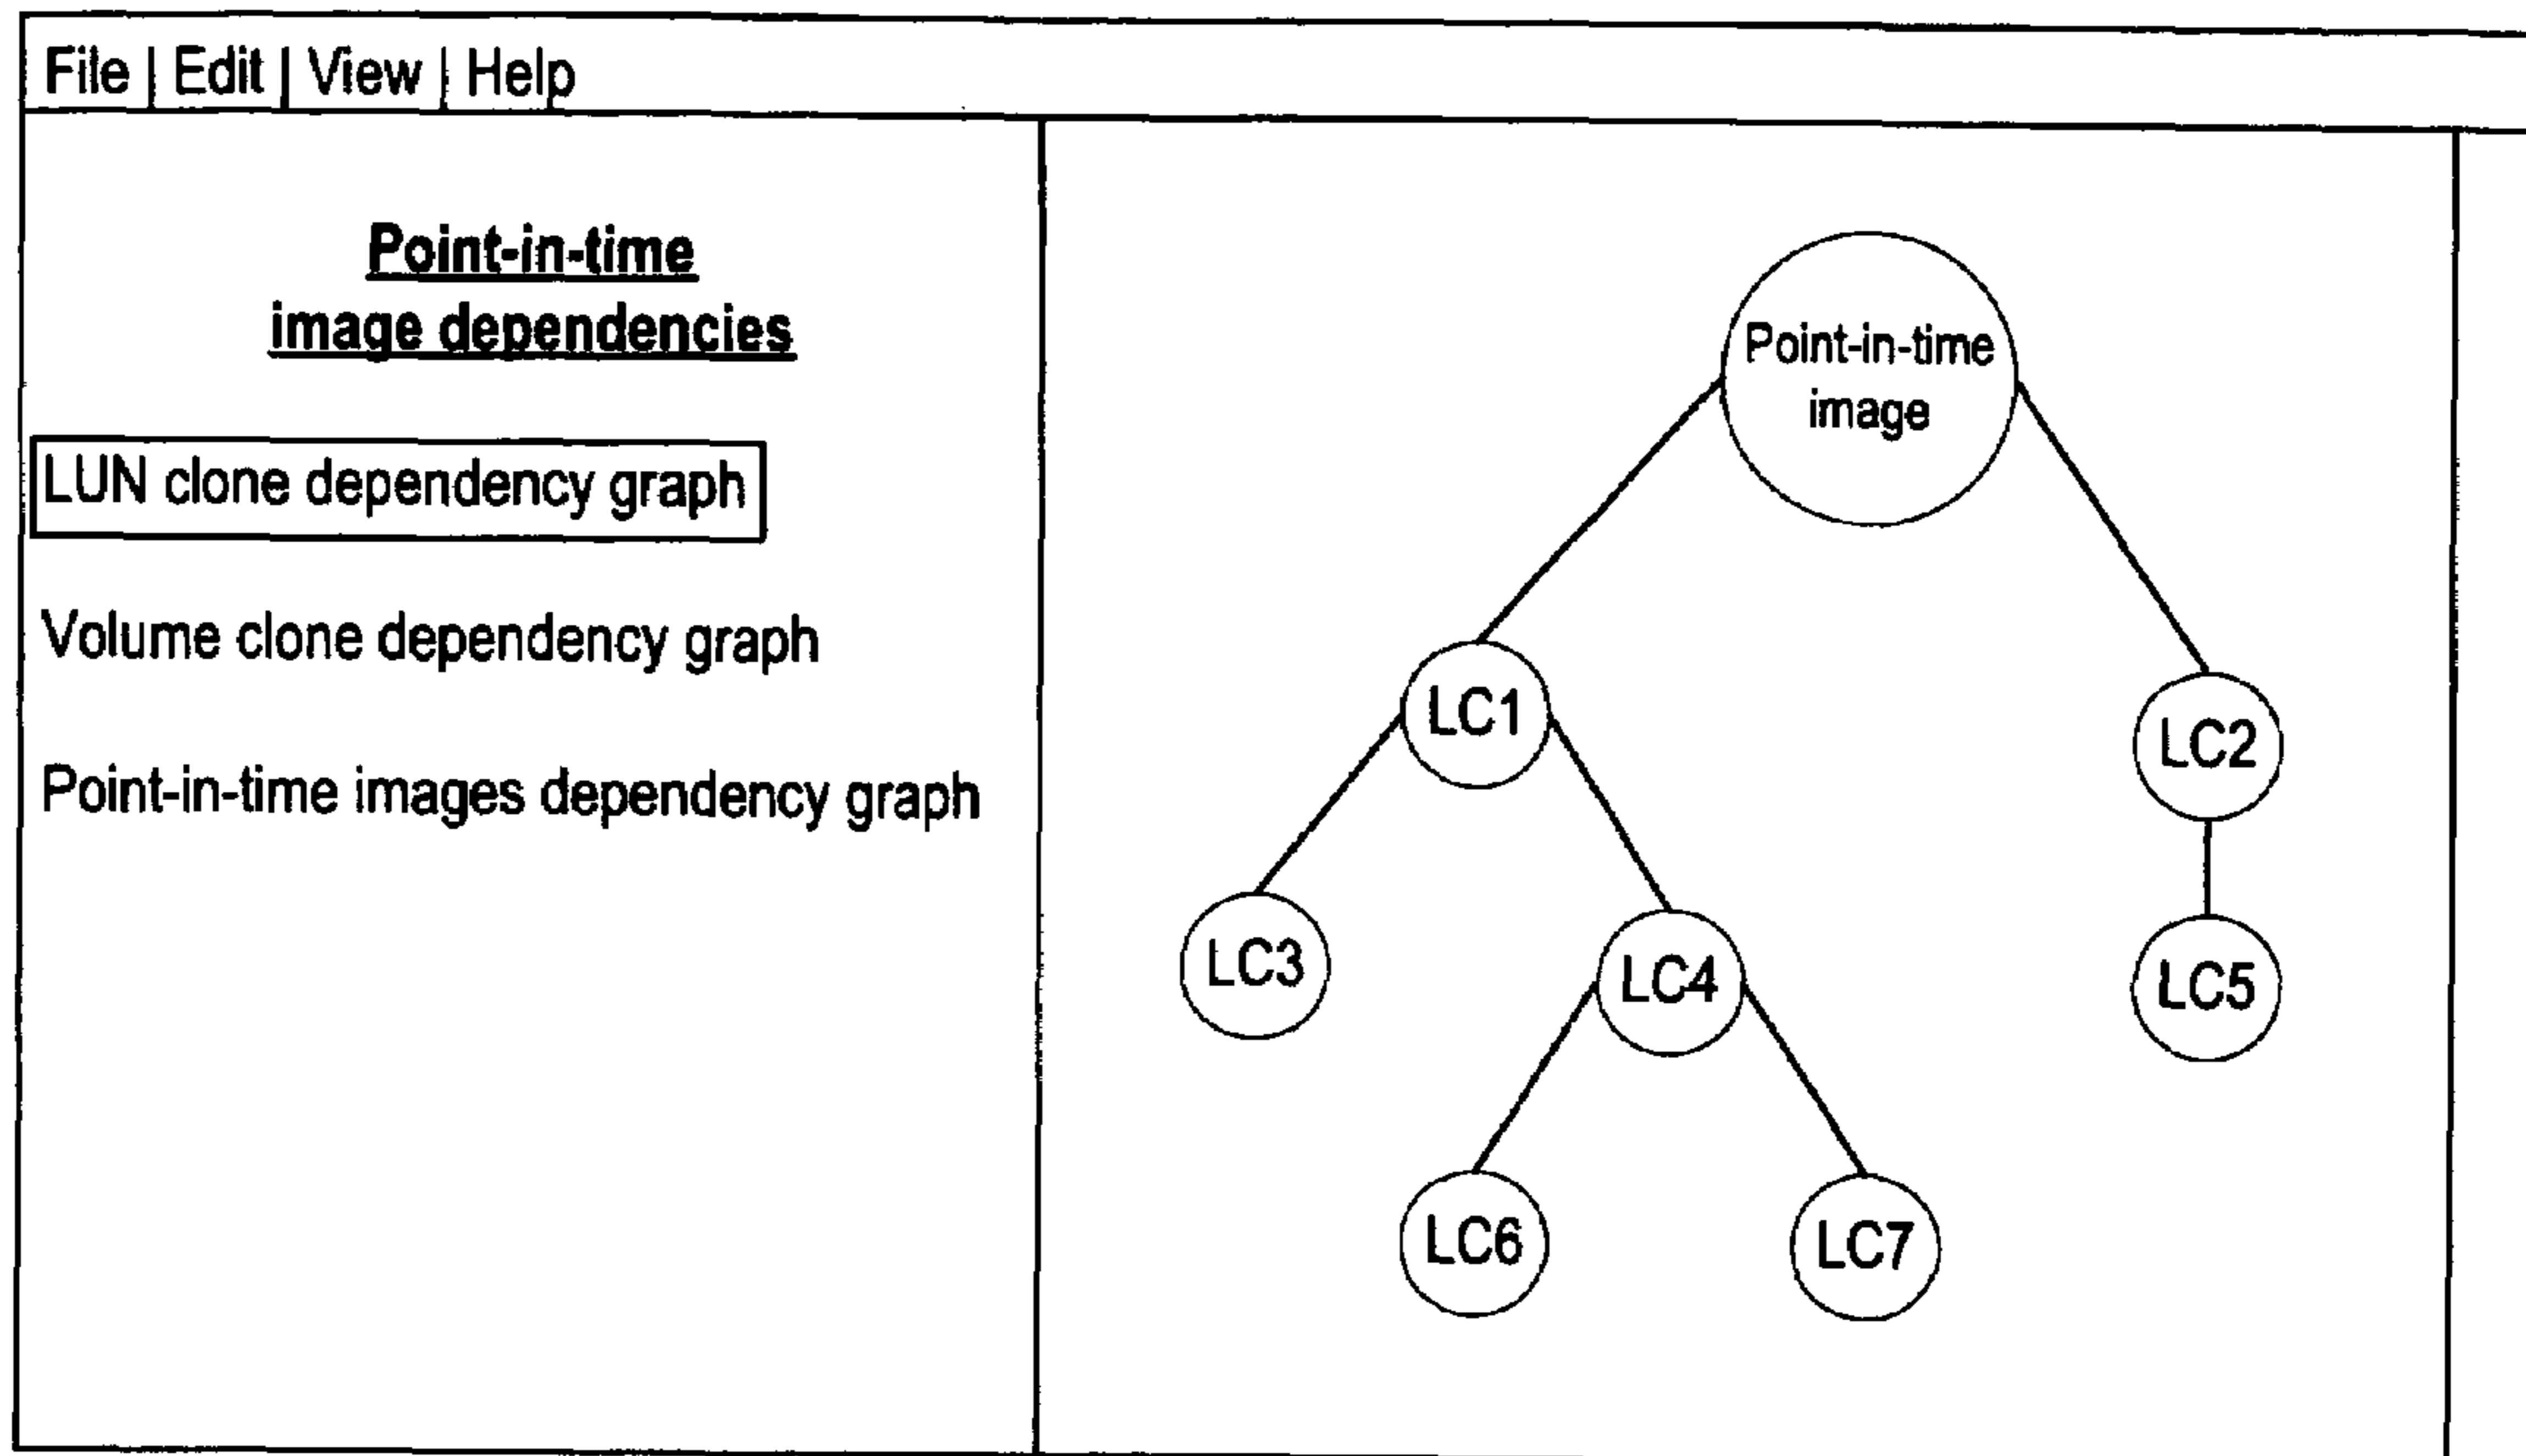 File | Edit | View | Help
Point-in-time
image dependencies
LUN clone dependency graph
Volume clone dependency graph
Point-in-time images dependency graph
Point-in-time
image
LC1
LC2
LC3
LC4
LC5
LC6
LC7